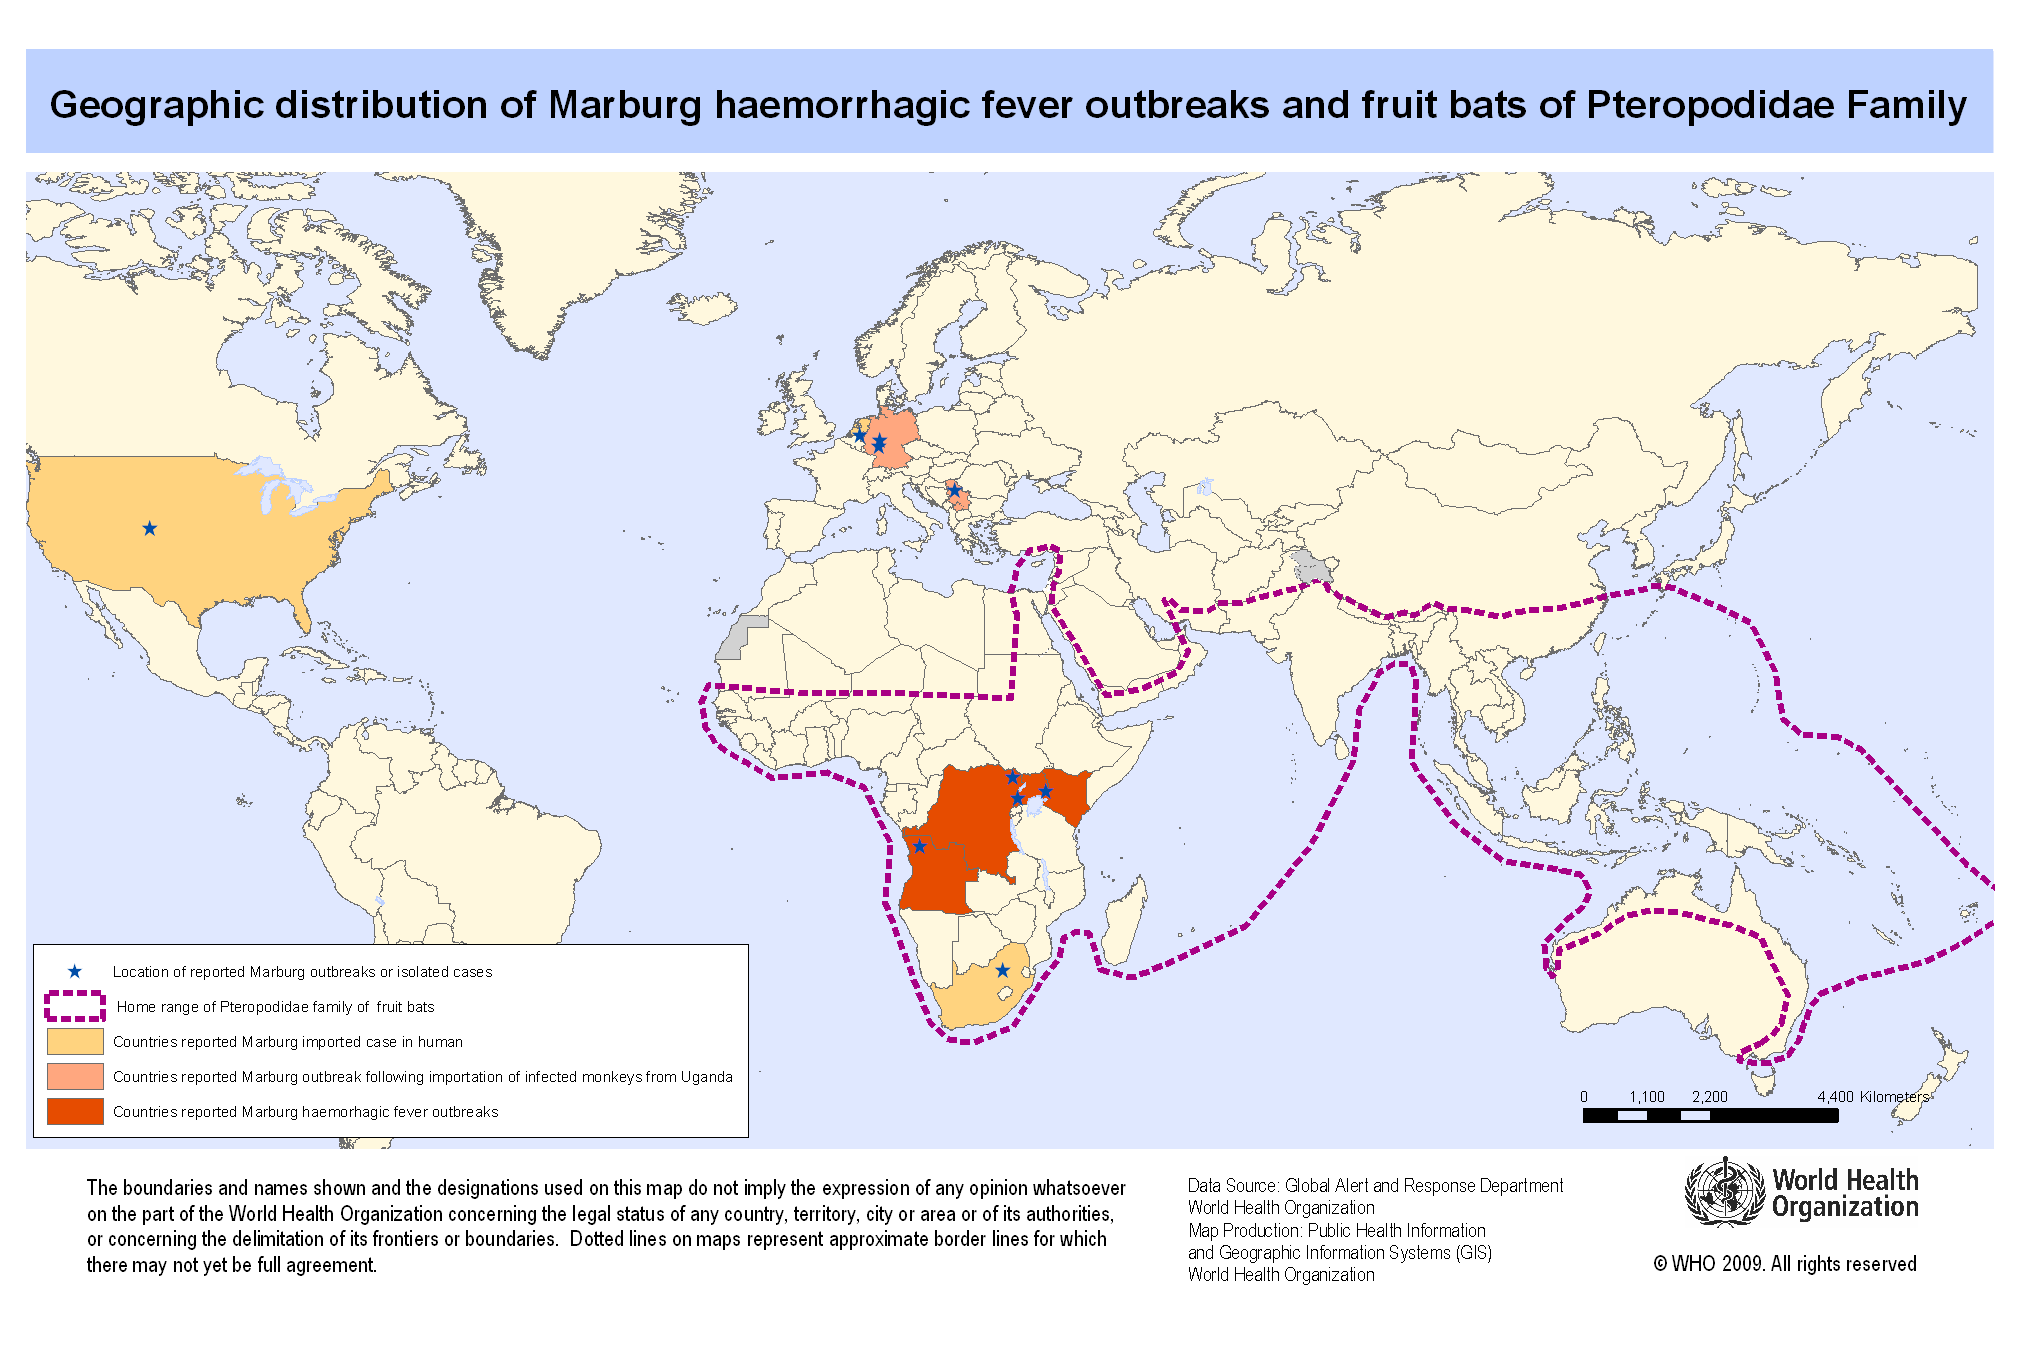 Geographic distribution of Marburg haemorrhagic fever outbreaks and fruit bats of Pteropodidae Family
Location of reported Marburg outbreaks or isolated cases
Home range of Pteropodidae family of fruit bats
Countries reported Marburg imported case in human
Countries reported Marburg outbreak following importation of infected monkeys from Uganda
Countries reported Marburg haemorhagic fever outbreaks
0 1,100 2,200 4,400 Kilometers
The boundaries and names shown and the designations used on this map do not imply the expression of any opinion whatsoever
on the part of the World Health Organization concerning the legal status of any country, territory, city or area or of its authorities,
or concerning the delimitation of its frontiers or boundaries. Dotted lines on maps represent approximate border lines for which
there may not yet be full agreement.
Data Source: Global Alert and Response Department
World Health Organization
Map Production: Public Health Information
and Geographic Information Systems (GIS)
World Health Organization
World Health
Organization
© WHO 2009. All rights reserved